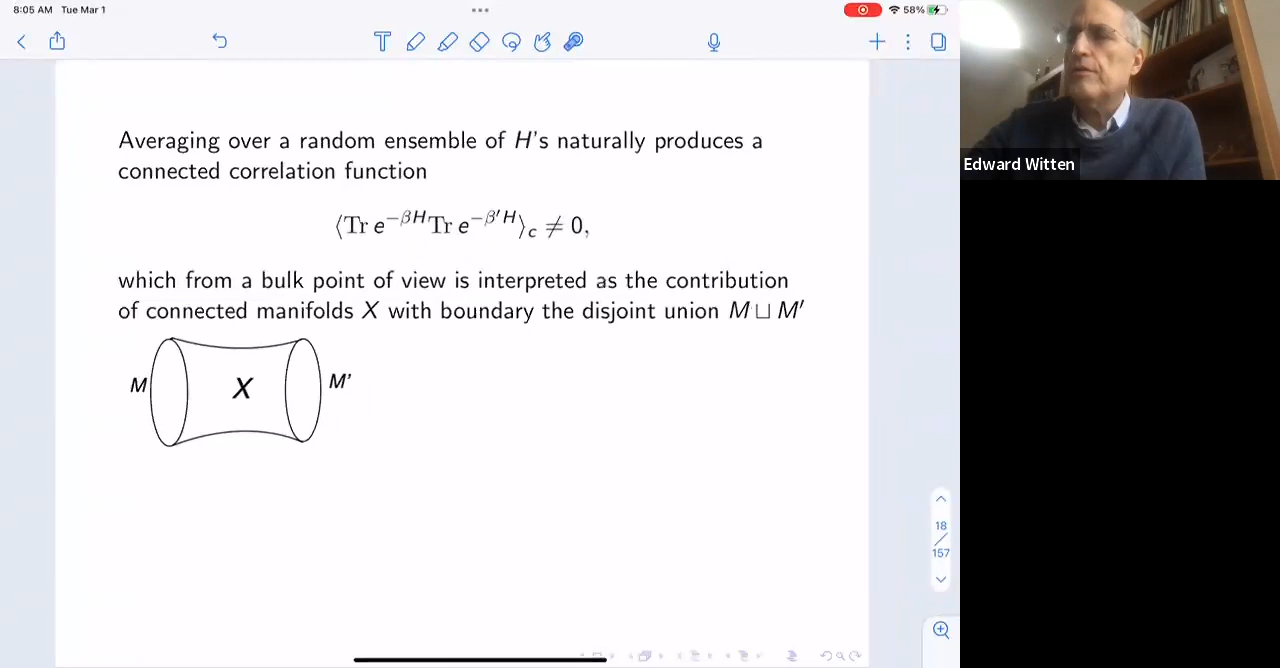 8:05 AM Tue Mar 1
58%
Averaging over a random ensemble of H's naturally produces a
connected correlation function
⟨Tr e^{−βH} Tr e^{−β′H}⟩_c ≠ 0,
which from a bulk point of view is interpreted as the contribution
of connected manifolds X with boundary the disjoint union M ⊔ M′
M X M'
18
157
Edward Witten